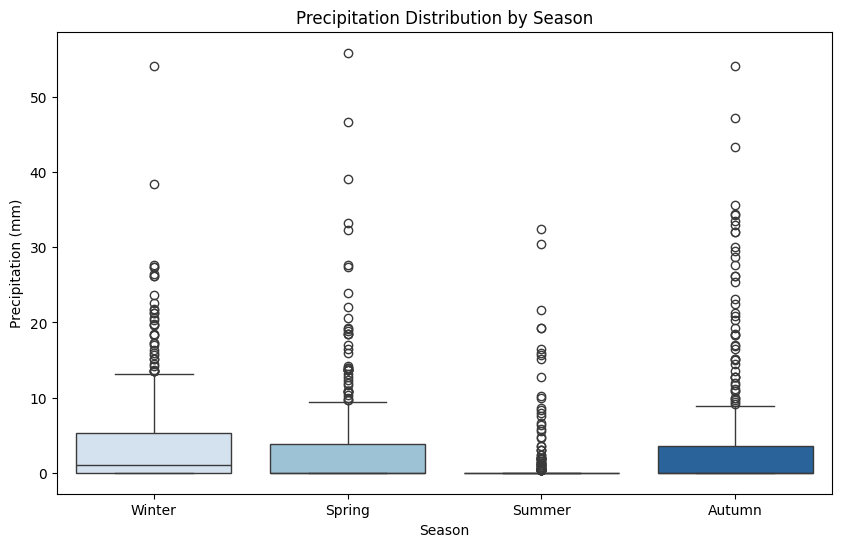 Precipitation Distribution by Season
Precipitation (mm)
50
40
30
20
10
0
Winter Spring Summer Autumn
Season